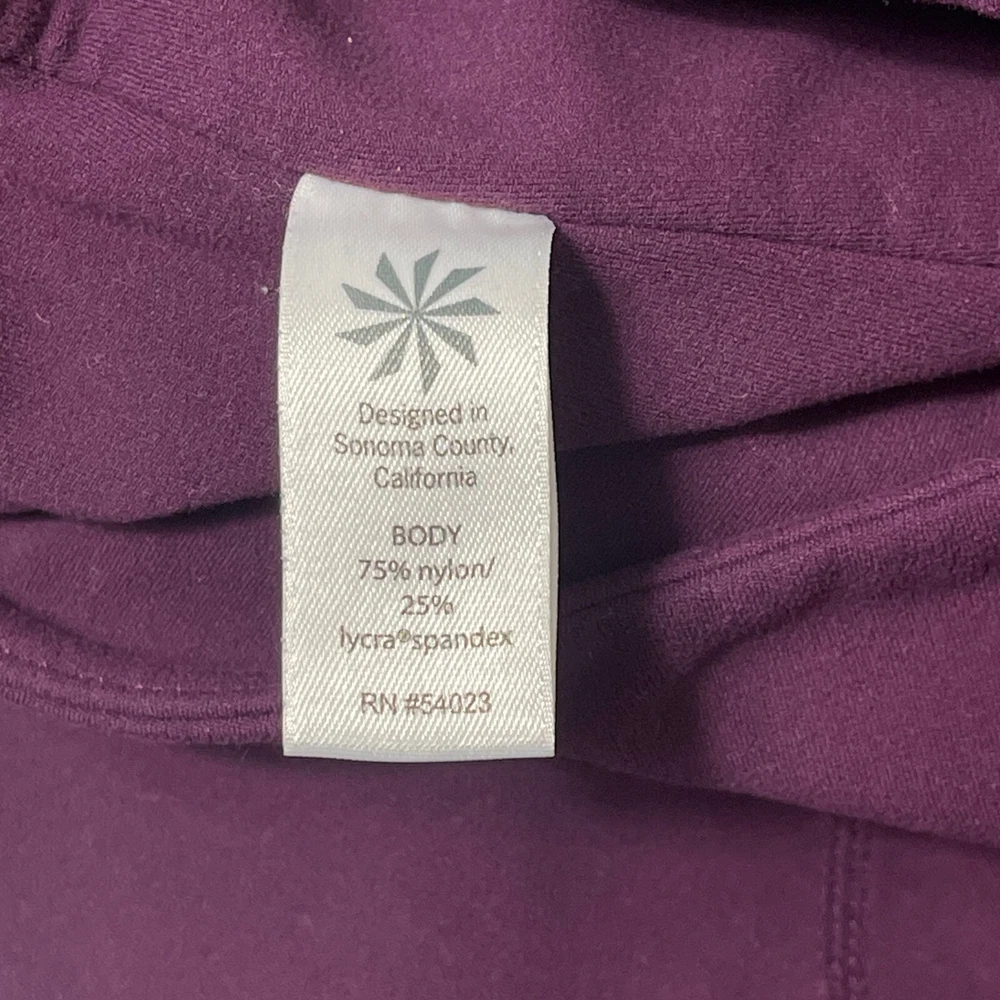 Designed in
Sonoma County,
California
BODY
75% nylon/
25%
lycra®spandex
RN #54023